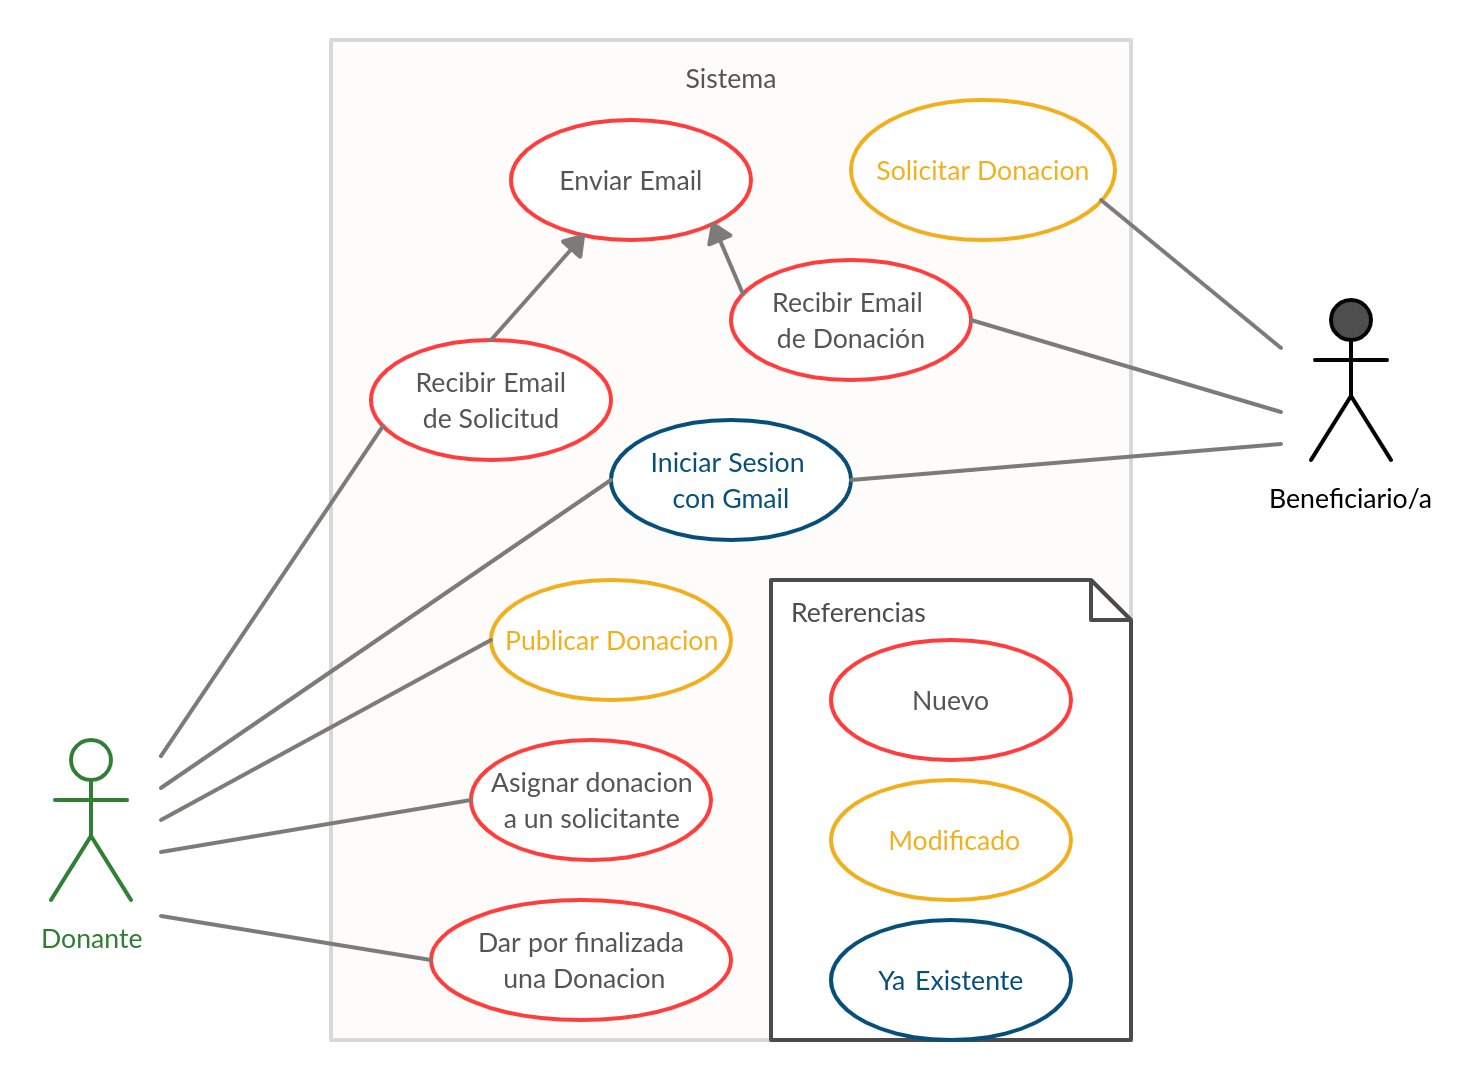 Sistema
Enviar Email
Solicitar Donacion
Recibir Email
de Donación
Recibir Email
de Solicitud
Iniciar Sesion
con Gmail
Beneficiario/a
Publicar Donacion
Asignar donacion
a un solicitante
Dar por finalizada
una Donacion
Donante
Referencias
Nuevo
Modificado
Ya Existente